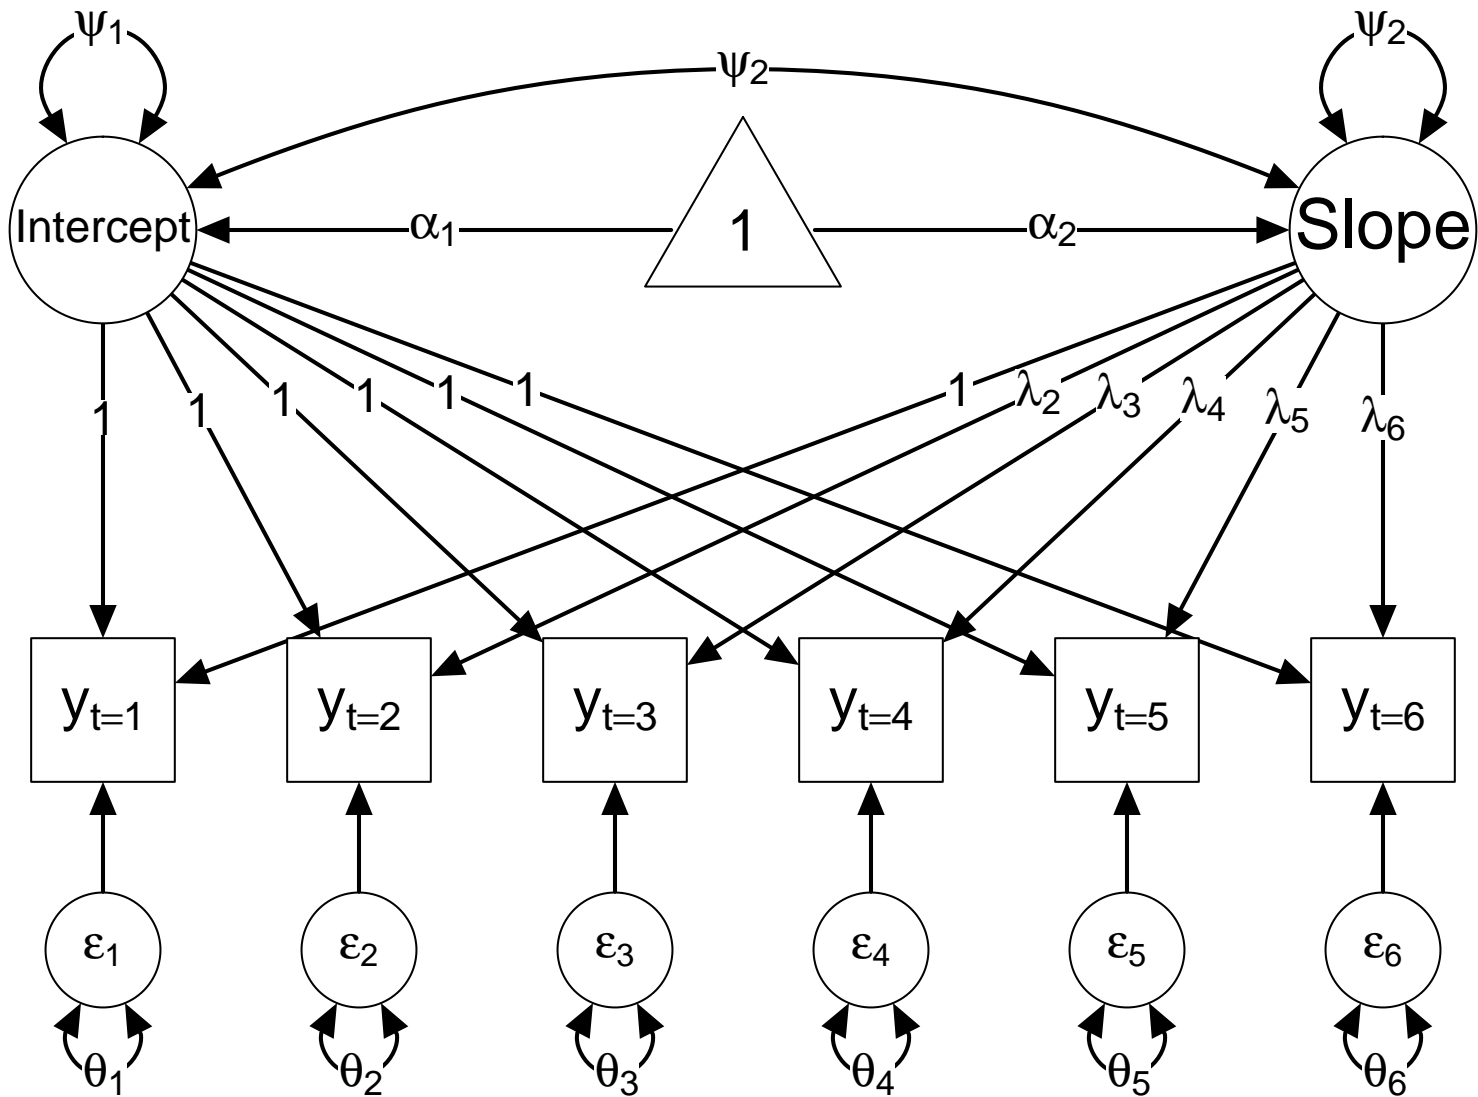 ψ1
ψ2
ψ2
Intercept
α1
1
α2
Slope
1
1
1
1
1
1
1
λ2
λ3
λ4
λ5
λ6
yt=1
yt=2
yt=3
yt=4
yt=5
yt=6
ε1
ε2
ε3
ε4
ε5
ε6
θ1
θ2
θ3
θ4
θ5
θ6